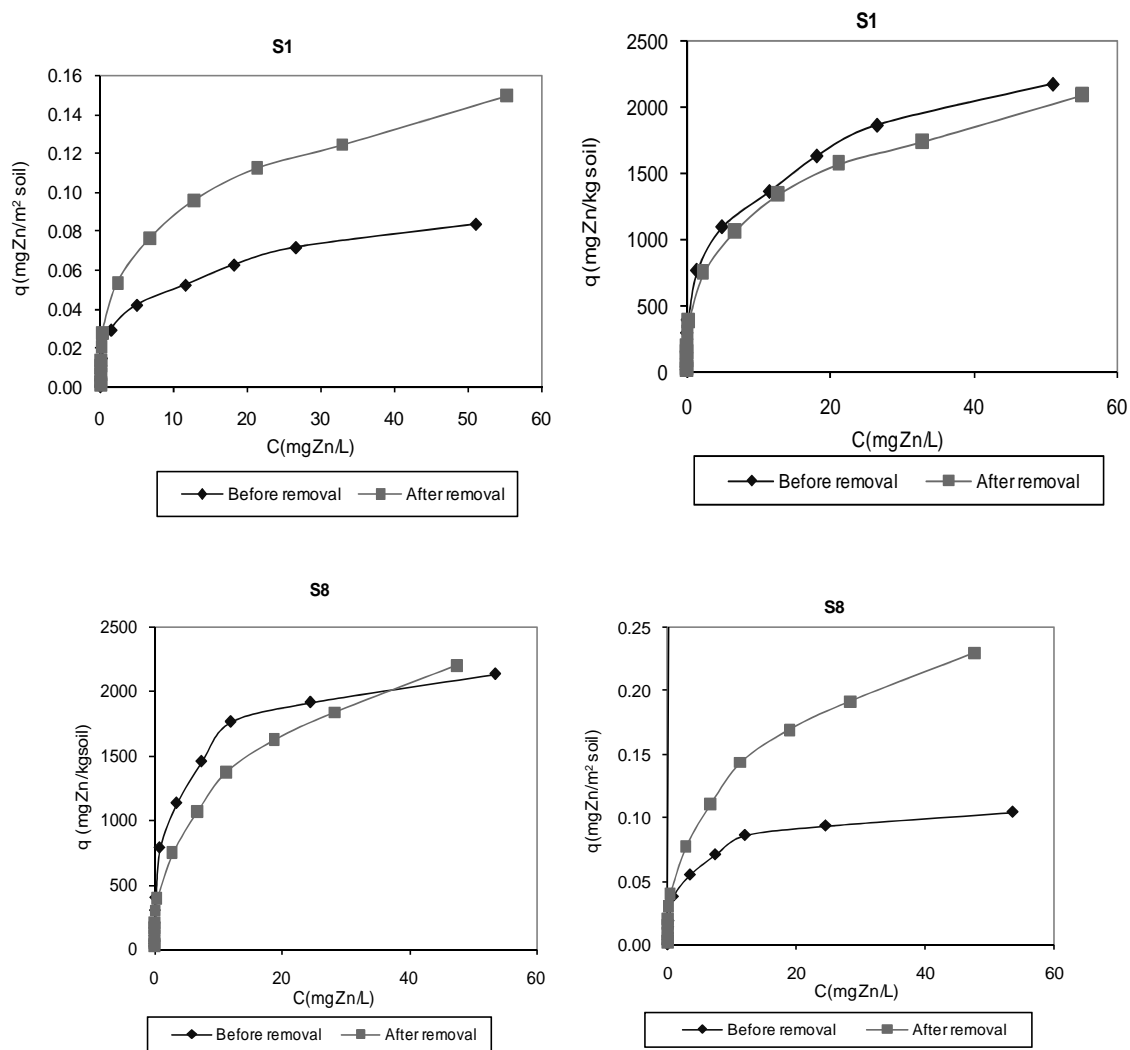 S1
0.16
0.14
0.12
0.10
0.08
0.06
0.04
0.02
0.00
q (mgZn/m² soil)
0 10 20 30 40 50 60
C(mgZn/L)
Before removal After removal
S1
2500
2000
1500
1000
500
0
q (mgZn/kg soil)
0 20 40 60
C(mgZn/L)
Before removal After removal
S8
2500
2000
1500
1000
500
0
q (mgZn/kgsoil)
0 20 40 60
C(mgZn/L)
Before removal After removal
S8
0.25
0.20
0.15
0.10
0.05
0.00
q (mgZn/m² soil)
0 20 40 60
C(mgZn/L)
Before removal After removal